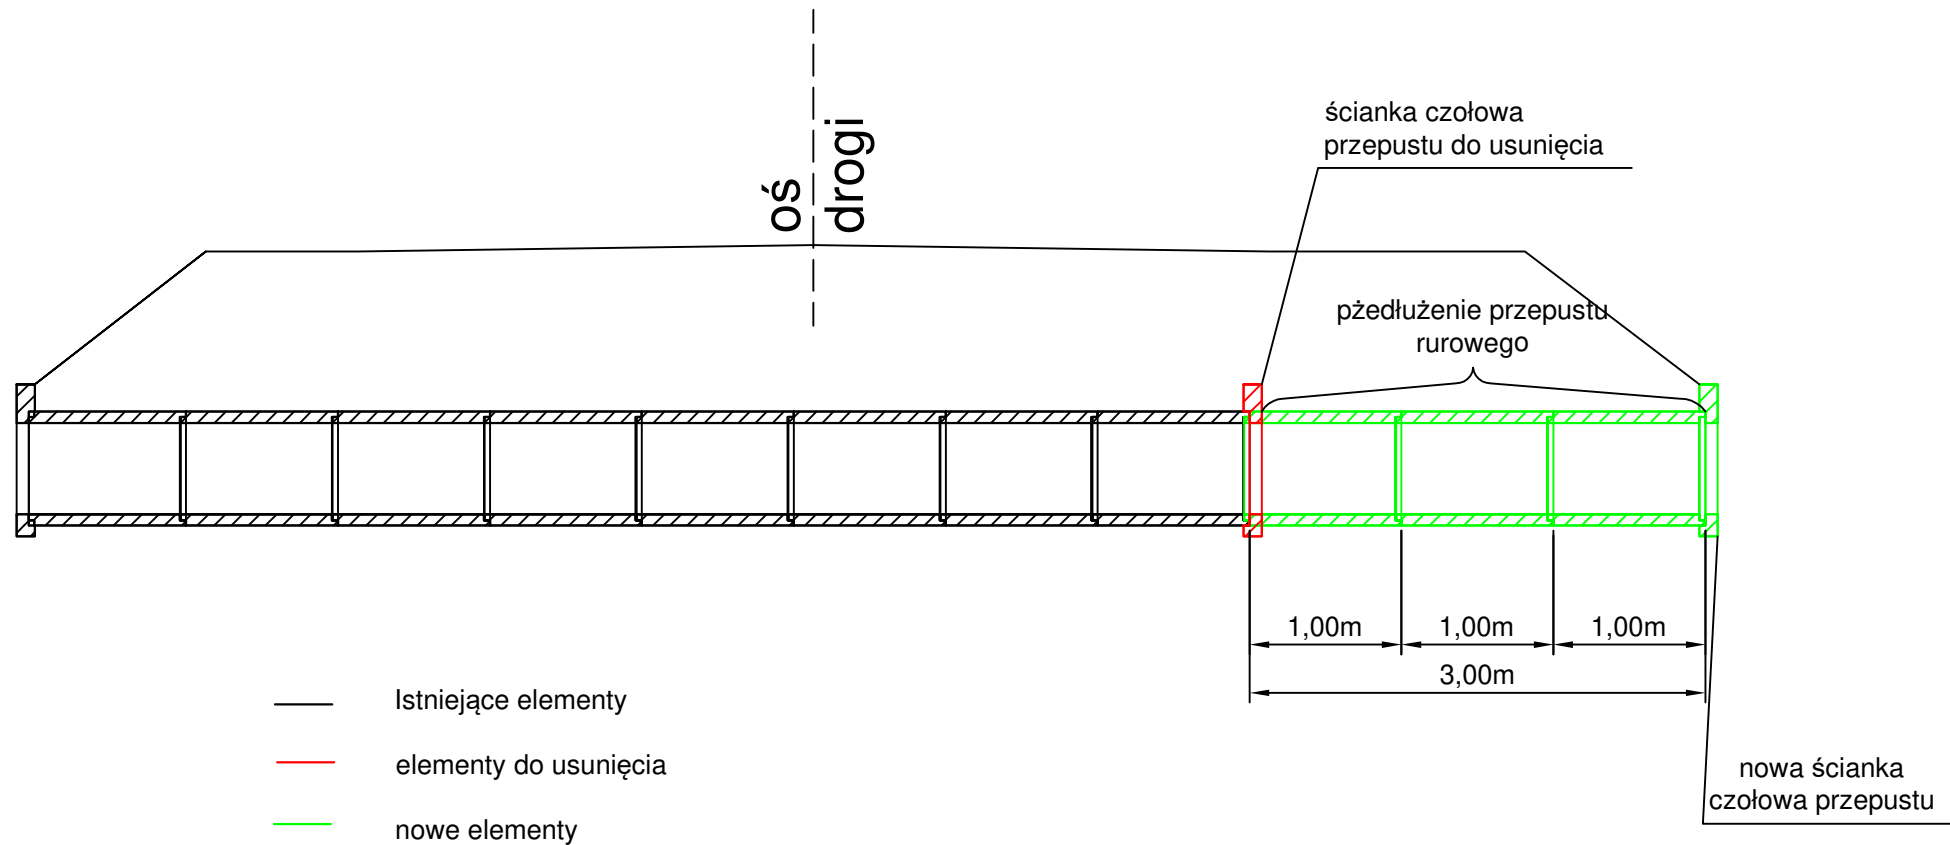 oś
drogi
ścianka czołowa
przepustu do usunięcia
pżedłużenie przepustu
rurowego
1,00m 1,00m 1,00m
3,00m
Istniejące elementy
elementy do usunięcia
nowe elementy
nowa ścianka
czołowa przepustu